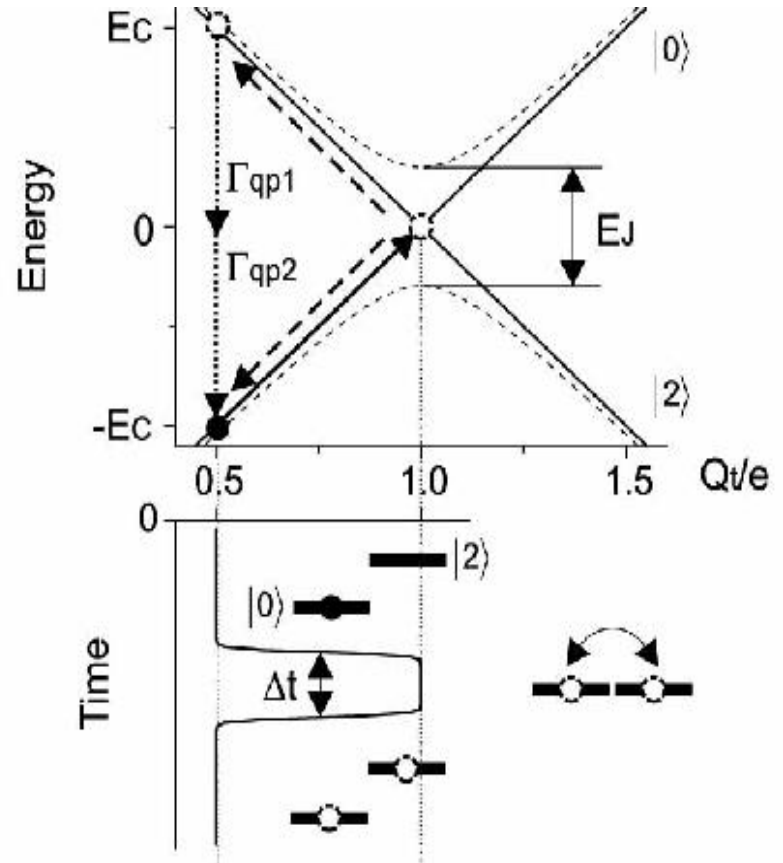 Ec
|0⟩
Γqp1
Energy
0
EJ
Γqp2
|2⟩
-Ec
0.5
1.0
1.5
Qt/e
0
|2⟩
|0⟩
Time
Δt